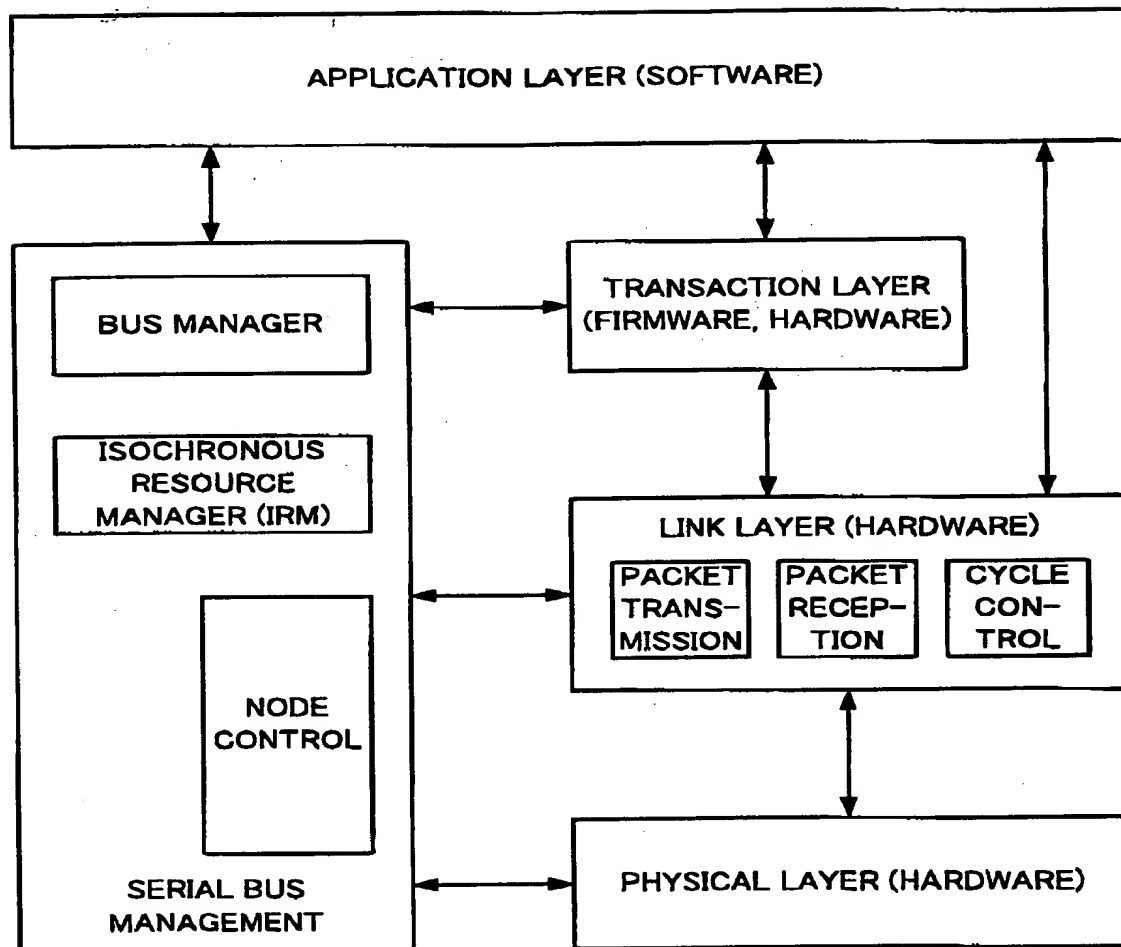 APPLICATION LAYER (SOFTWARE)
BUS MANAGER
TRANSACTION LAYER
(FIRMWARE, HARDWARE)
ISOCHRONOUS
RESOURCE
MANAGER (IRM)
LINK LAYER (HARDWARE)
PACKET
TRANS-
MISSION
PACKET
RECEP-
TION
CYCLE
CON-
TROL
NODE
CONTROL
SERIAL BUS
MANAGEMENT
PHYSICAL LAYER (HARDWARE)